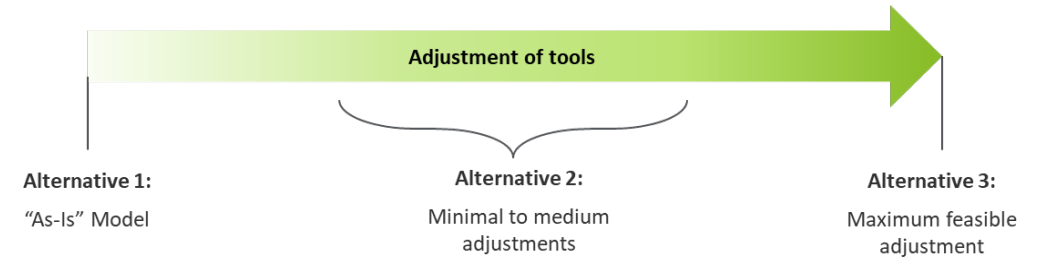 Adjustment of tools
Alternative 1:
“As-Is” Model
Alternative 2:
Minimal to medium
adjustments
Alternative 3:
Maximum feasible
adjustment